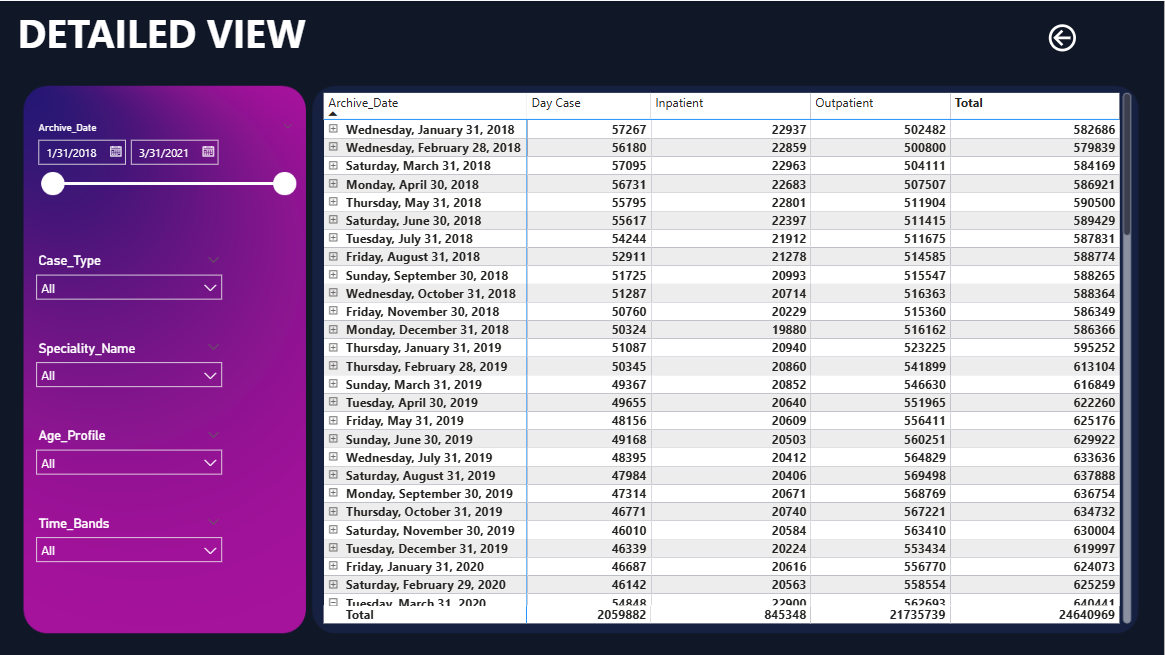 DETAILED VIEW
Archive_Date
1/31/2018 3/31/2021
Case_Type
All
Speciality_Name
All
Age_Profile
All
Time_Bands
All
Archive_Date Day Case Inpatient Outpatient Total
Wednesday, January 31, 2018 57267 22937 502482 582686
Wednesday, February 28, 2018 56180 22859 500800 579839
Saturday, March 31, 2018 57095 22963 504111 584169
Monday, April 30, 2018 56731 22683 507507 586921
Thursday, May 31, 2018 55795 22801 511904 590500
Saturday, June 30, 2018 55617 22397 511415 589429
Tuesday, July 31, 2018 54244 21912 511675 587831
Friday, August 31, 2018 52911 21278 514585 588774
Sunday, September 30, 2018 51725 20993 515547 588265
Wednesday, October 31, 2018 51287 20714 516363 588364
Friday, November 30, 2018 50760 20229 515360 586349
Monday, December 31, 2018 50324 19880 516162 586366
Thursday, January 31, 2019 51087 20940 523225 595252
Thursday, February 28, 2019 50345 20860 541899 613104
Sunday, March 31, 2019 49367 20852 546630 616849
Tuesday, April 30, 2019 49655 20640 551965 622260
Friday, May 31, 2019 48156 20609 556411 625176
Sunday, June 30, 2019 49168 20503 560251 629922
Wednesday, July 31, 2019 48395 20412 564829 633636
Saturday, August 31, 2019 47984 20406 569498 637888
Monday, September 30, 2019 47314 20671 568769 636754
Thursday, October 31, 2019 46771 20740 567221 634732
Saturday, November 30, 2019 46010 20584 563410 630004
Tuesday, December 31, 2019 46339 20224 553434 619997
Friday, January 31, 2020 46687 20616 556770 624073
Saturday, February 29, 2020 46142 20563 558554 625259
Tuesday, March 31, 2020 54848 22900 562693 640441
Total 2059882 845348 21735739 24640969